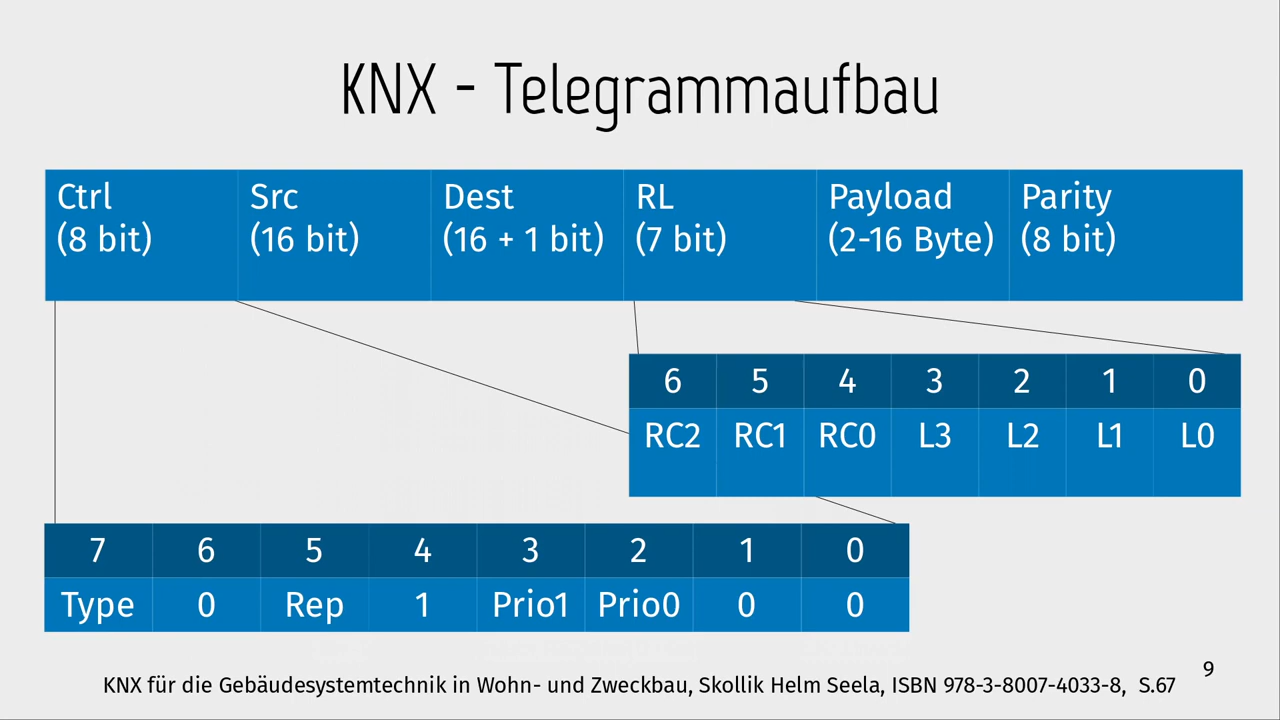 KNX - Telegrammaufbau
Ctrl Src Dest RL Payload Parity
(8 bit) (16 bit) (16 + 1 bit) (7 bit) (2-16 Byte) (8 bit)
6 5 4 3 2 1 0
RC2 RC1 RC0 L3 L2 L1 L0
7 6 5 4 3 2 1 0
Type 0 Rep 1 Prio1 Prio0 0 0
KNX für die Gebäudesystemtechnik in Wohn- und Zweckbau, Skollik Helm Seela, ISBN 978-3-8007-4033-8, S.67
9